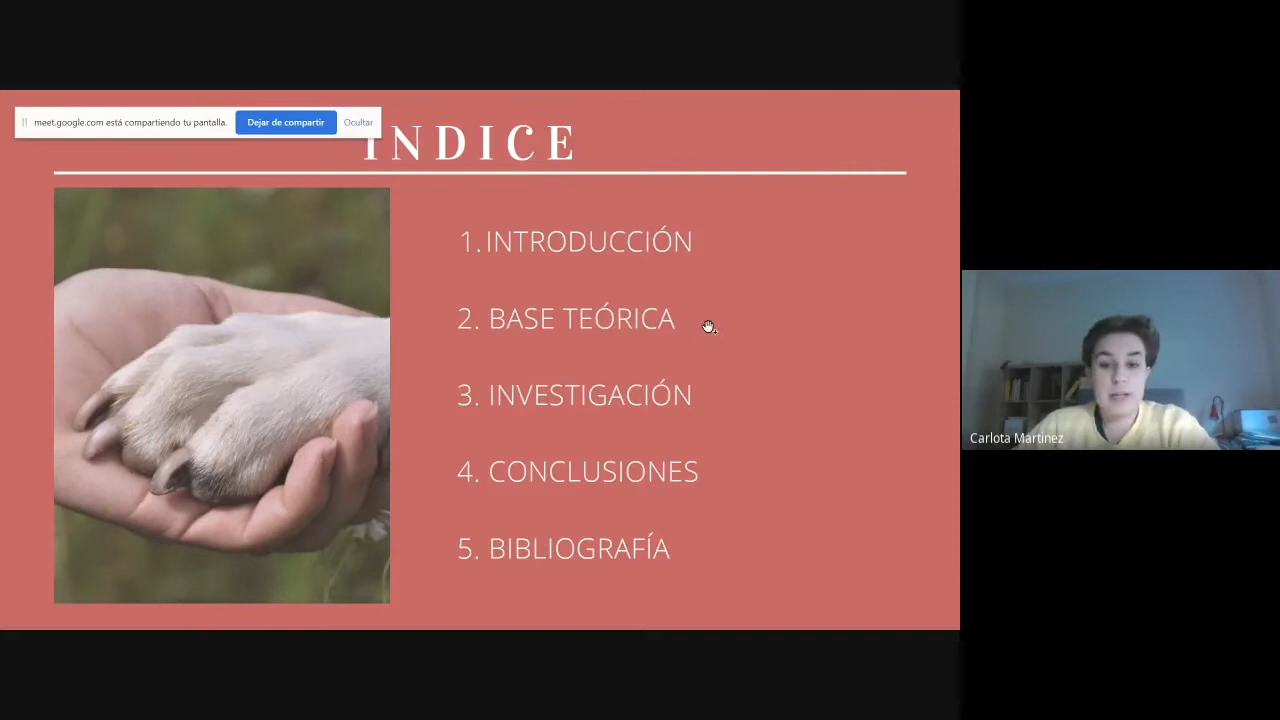 meet.google.com está compartiendo tu pantalla. Dejar de compartir Ocultar
INDICE
1. INTRODUCCIÓN
2. BASE TEÓRICA
3. INVESTIGACIÓN
4. CONCLUSIONES
5. BIBLIOGRAFÍA
Carlota Martinez